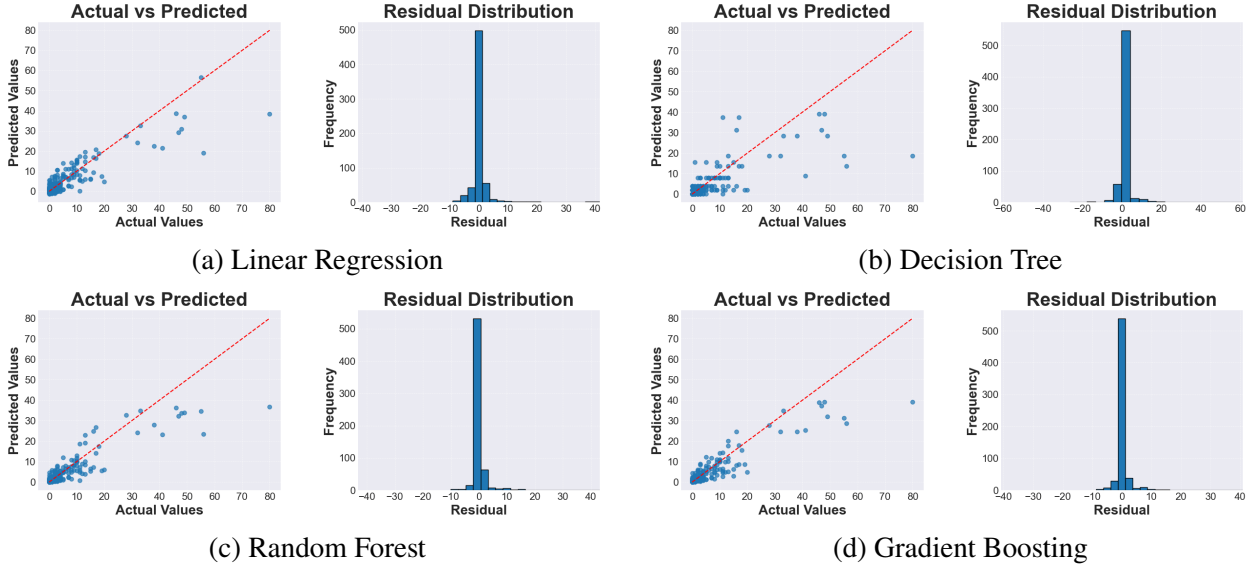 Actual vs Predicted
80
70
60
50
40
30
20
10
0
Predicted Values
0 10 20 30 40 50 60 70 80
Actual Values
Residual Distribution
500
400
300
200
100
0
Frequency
−40 −30 −20 −10 0 10 20 30 40
Residual
(a) Linear Regression
Actual vs Predicted
80
70
60
50
40
30
20
10
0
Predicted Values
0 10 20 30 40 50 60 70 80
Actual Values
Residual Distribution
500
400
300
200
100
0
Frequency
−60 −40 −20 0 20 40 60
Residual
(b) Decision Tree
Actual vs Predicted
80
70
60
50
40
30
20
10
0
Predicted Values
0 10 20 30 40 50 60 70 80
Actual Values
Residual Distribution
500
400
300
200
100
0
Frequency
−40 −30 −20 −10 0 10 20 30 40
Residual
(c) Random Forest
Actual vs Predicted
80
70
60
50
40
30
20
10
0
Predicted Values
0 10 20 30 40 50 60 70 80
Actual Values
Residual Distribution
500
400
300
200
100
0
Frequency
−40 −30 −20 −10 0 10 20 30 40
Residual
(d) Gradient Boosting